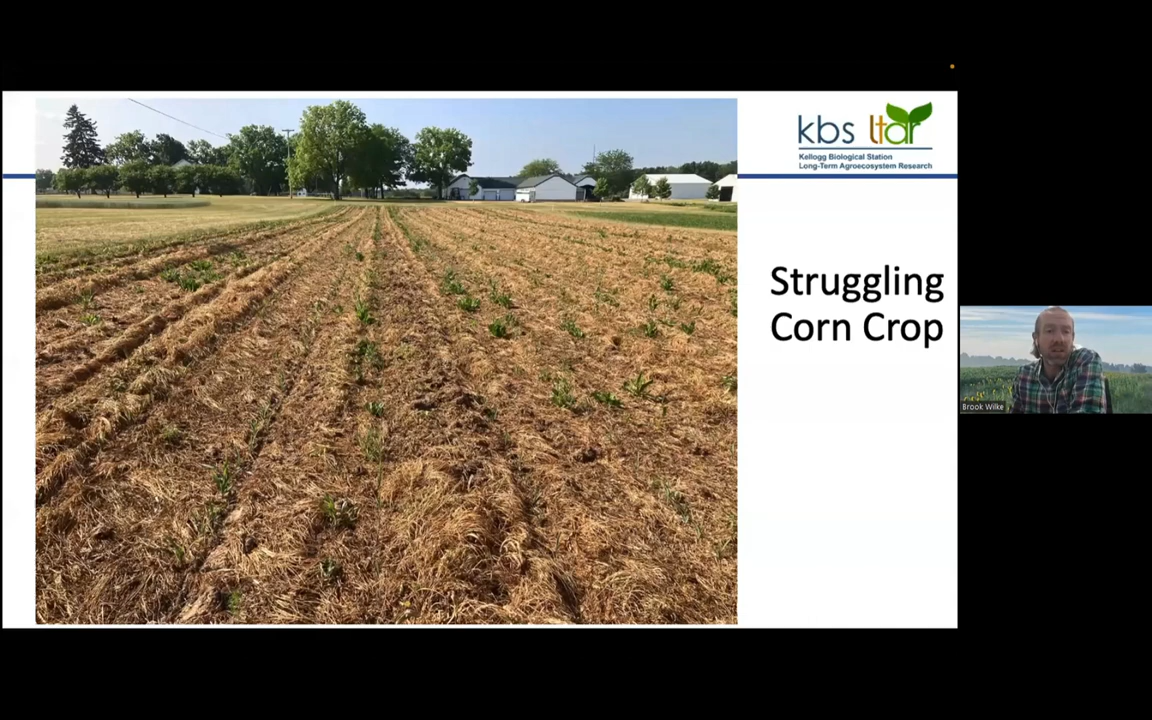 kbs ltar
Kellogg Biological Station
Long-Term Agroecosystem Research
Struggling
Corn Crop
Brook Wilke